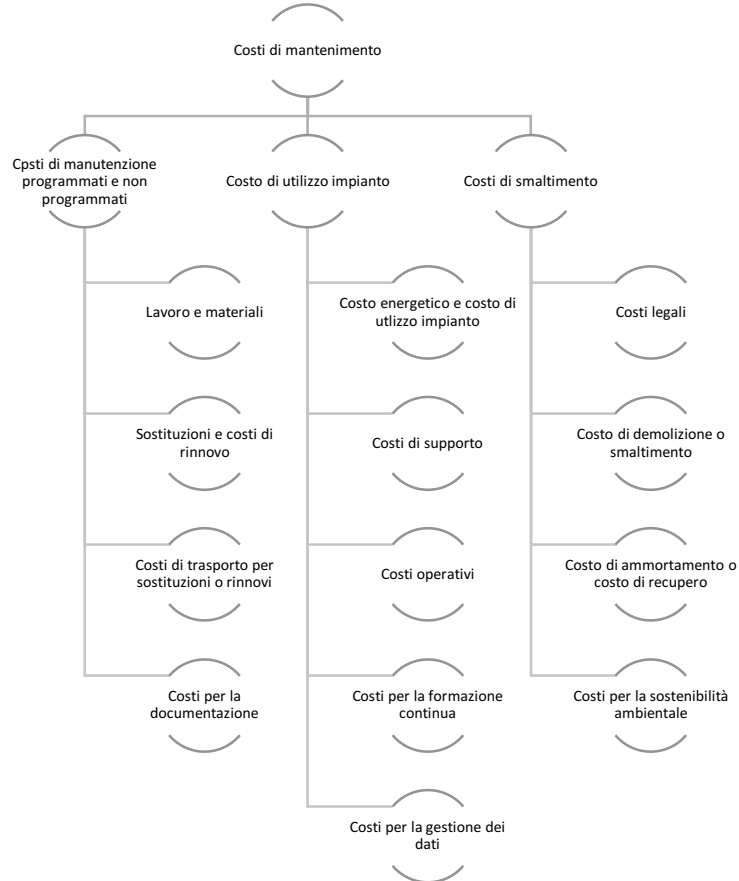 Costi di mantenimento
Cpsti di manutenzione
programmati e non
programmati
Costo di utilizzo impianto
Costi di smaltimento
Lavoro e materiali
Sostituzioni e costi di
rinnovo
Costi di trasporto per
sostituzioni o rinnovi
Costi per la
documentazione
Costo energetico e costo di
utlizzo impianto
Costi di supporto
Costi operativi
Costi per la formazione
continua
Costi per la gestione dei
dati
Costi legali
Costo di demolizione o
smaltimento
Costo di ammortamento o
costo di recupero
Costi per la sostenibilità
ambientale